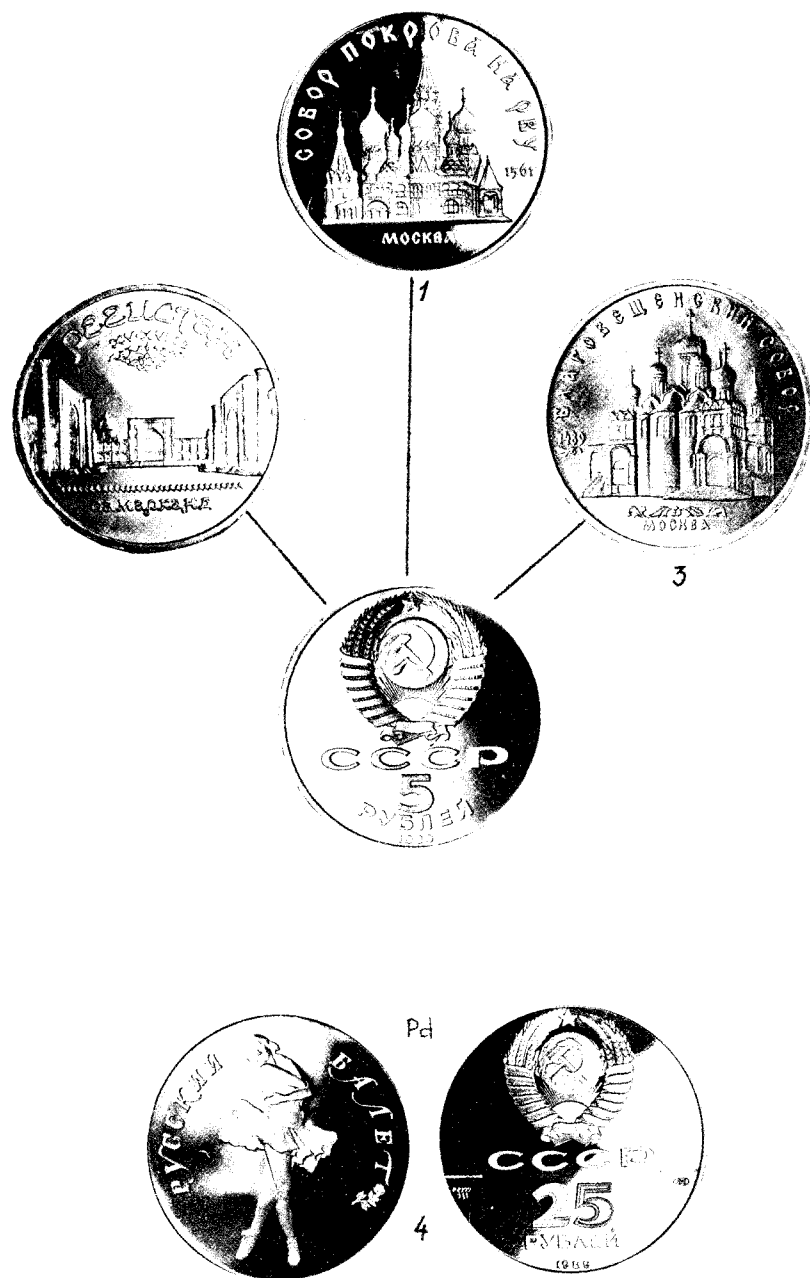 СОБОР ПОКРОВА НА РВУ
1561
МОСКВА
1
РЕГИСТАН
Самарканд
БЛАГОВЕЩЕНСКИЙ СОБОР
МОСКВА
3
СССР
5
РУБЛЕЙ
Pd
РУССКИЙ БАЛЕТ
4
СССР
25
РУБЛЕЙ
1989